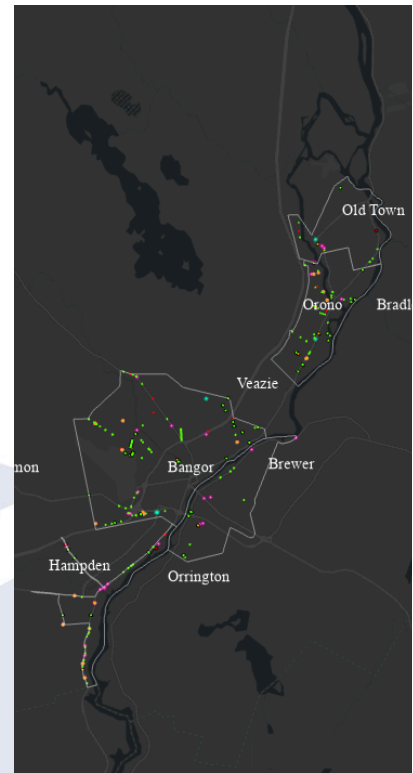 Old Town
Orono
Bradl
Veazie
mon
Bangor
Brewer
Hampden
Orrington